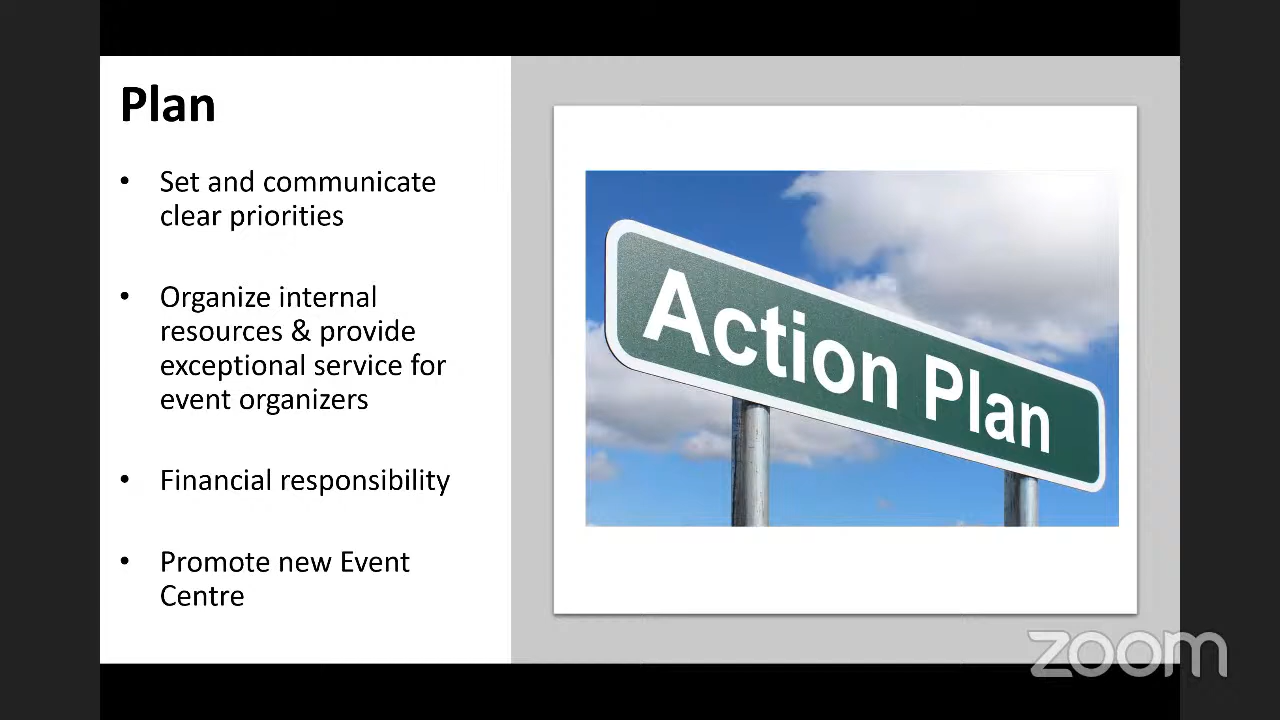 Plan
• Set and communicate
clear priorities
• Organize internal
resources & provide
exceptional service for
event organizers
• Financial responsibility
• Promote new Event
Centre
Action Plan
zoom